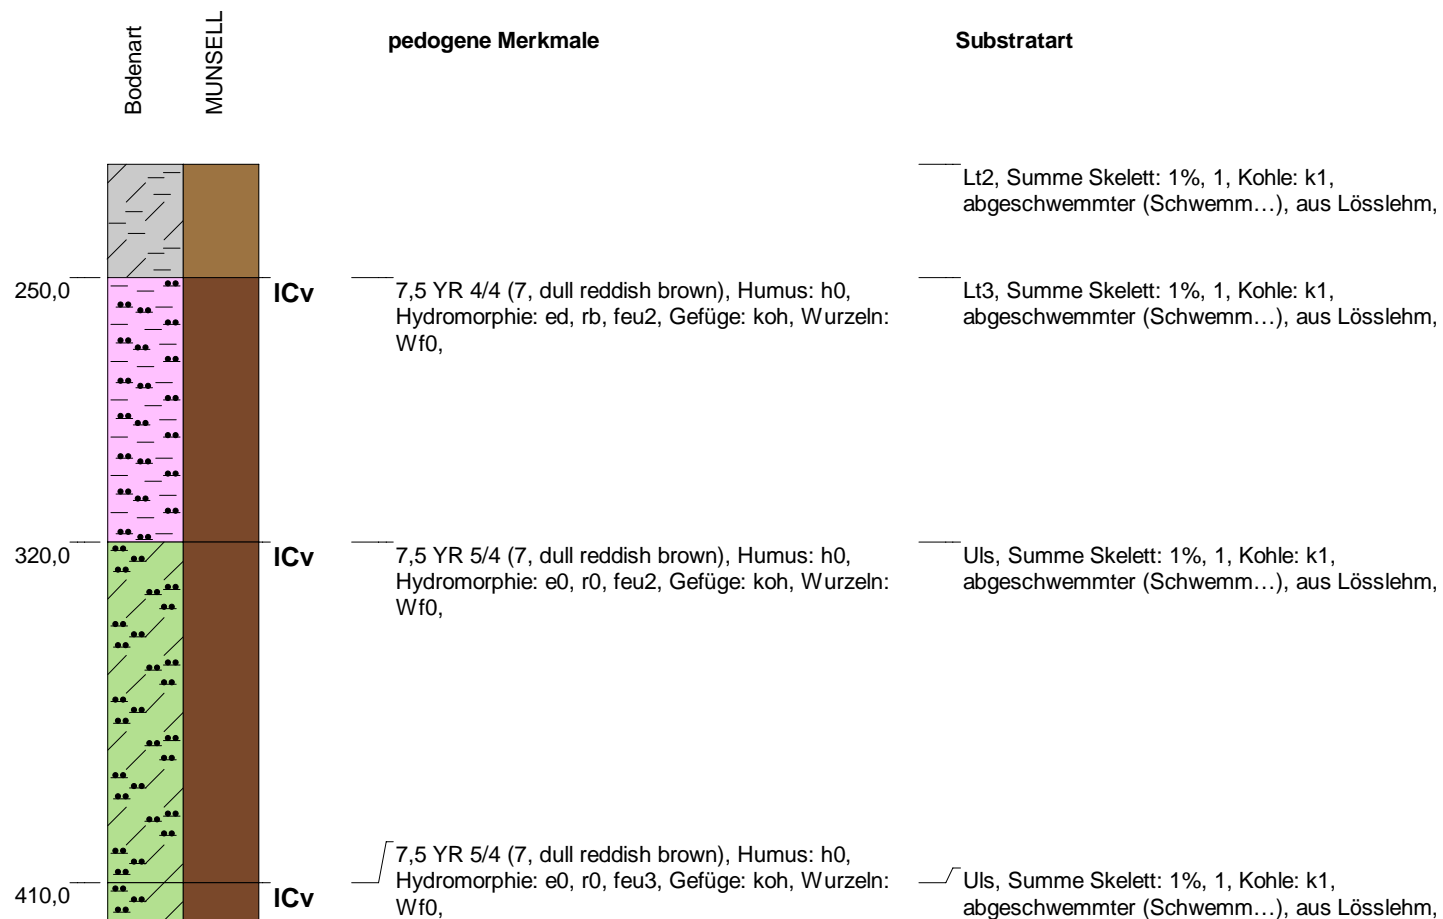 Bodenart
MUNSELL
pedogene Merkmale
Substratart
Lt2, Summe Skelett: 1%, 1, Kohle: k1,
abgeschwemmter (Schwemm…), aus Lösslehm,
250,0
ICv
7,5 YR 4/4 (7, dull reddish brown), Humus: h0,
Hydromorphie: ed, rb, feu2, Gefüge: koh, Wurzeln:
Wf0,
Lt3, Summe Skelett: 1%, 1, Kohle: k1,
abgeschwemmter (Schwemm…), aus Lösslehm,
320,0
ICv
7,5 YR 5/4 (7, dull reddish brown), Humus: h0,
Hydromorphie: e0, r0, feu2, Gefüge: koh, Wurzeln:
Wf0,
Uls, Summe Skelett: 1%, 1, Kohle: k1,
abgeschwemmter (Schwemm…), aus Lösslehm,
410,0
ICv
7,5 YR 5/4 (7, dull reddish brown), Humus: h0,
Hydromorphie: e0, r0, feu3, Gefüge: koh, Wurzeln:
Wf0,
Uls, Summe Skelett: 1%, 1, Kohle: k1,
abgeschwemmter (Schwemm…), aus Lösslehm,